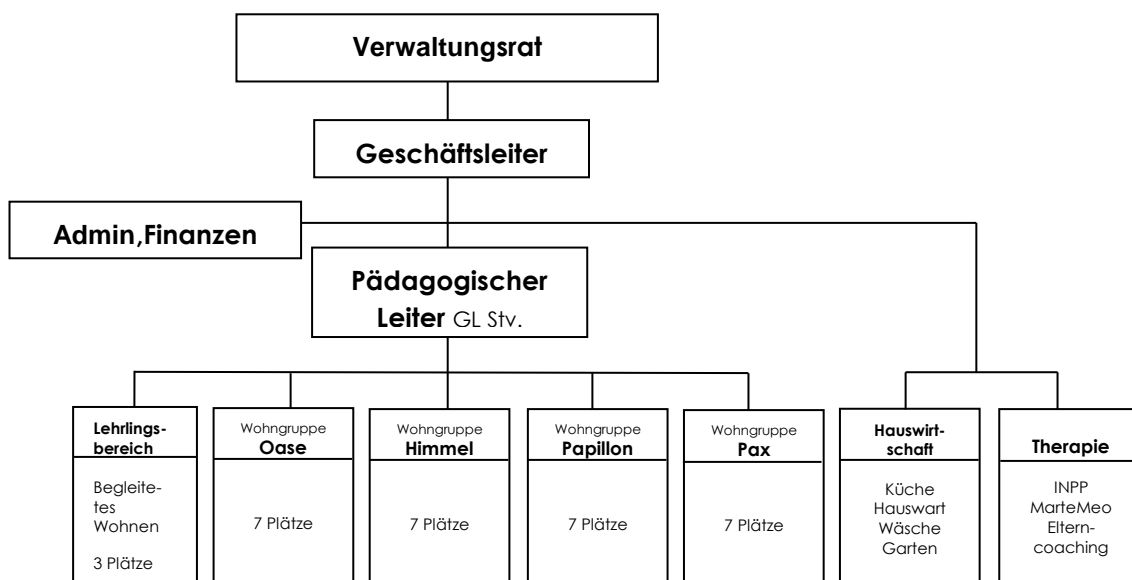 Verwaltungsrat
Geschäftsleiter
Admin,Finanzen
Pädagogischer
Leiter GL Stv.
Lehrlings-
bereich
Begleite-
tes
Wohnen
3 Plätze
Wohngruppe
Oase
7 Plätze
Wohngruppe
Himmel
7 Plätze
Wohngruppe
Papillon
7 Plätze
Wohngruppe
Pax
7 Plätze
Hauswirt-
schaft
Küche
Hauswart
Wäsche
Garten
Therapie
INPP
MarteMeo
Eltern-
coaching